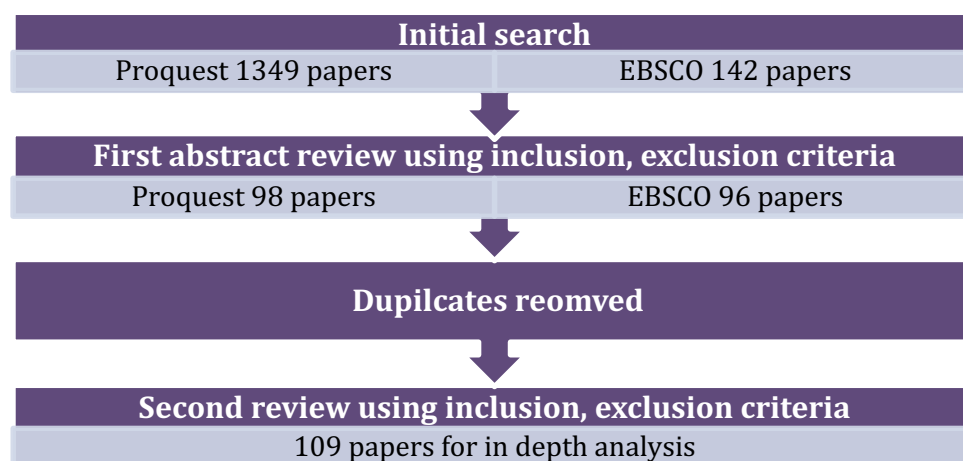 Initial search
Proquest 1349 papers EBSCO 142 papers
First abstract review using inclusion, exclusion criteria
Proquest 98 papers EBSCO 96 papers
Dupilcates reomved
Second review using inclusion, exclusion criteria
109 papers for in depth analysis